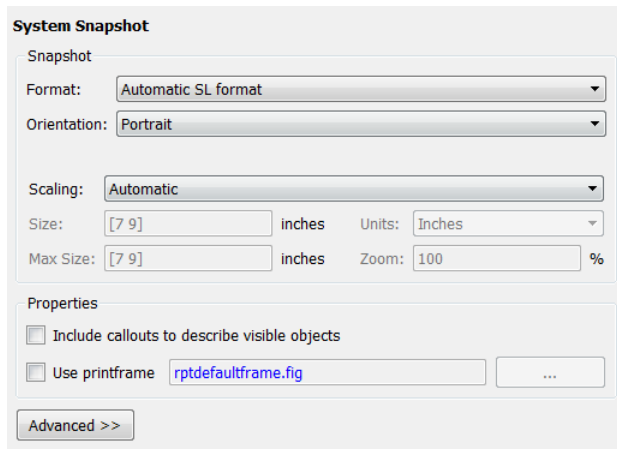 System Snapshot
Snapshot
Format: Automatic SL format
Orientation: Portrait
Scaling: Automatic
Size: [7 9] inches Units: Inches
Max Size: [7 9] inches Zoom: 100 %
Properties
Include callouts to describe visible objects
Use printframe rptdefaultframe.fig ...
Advanced >>